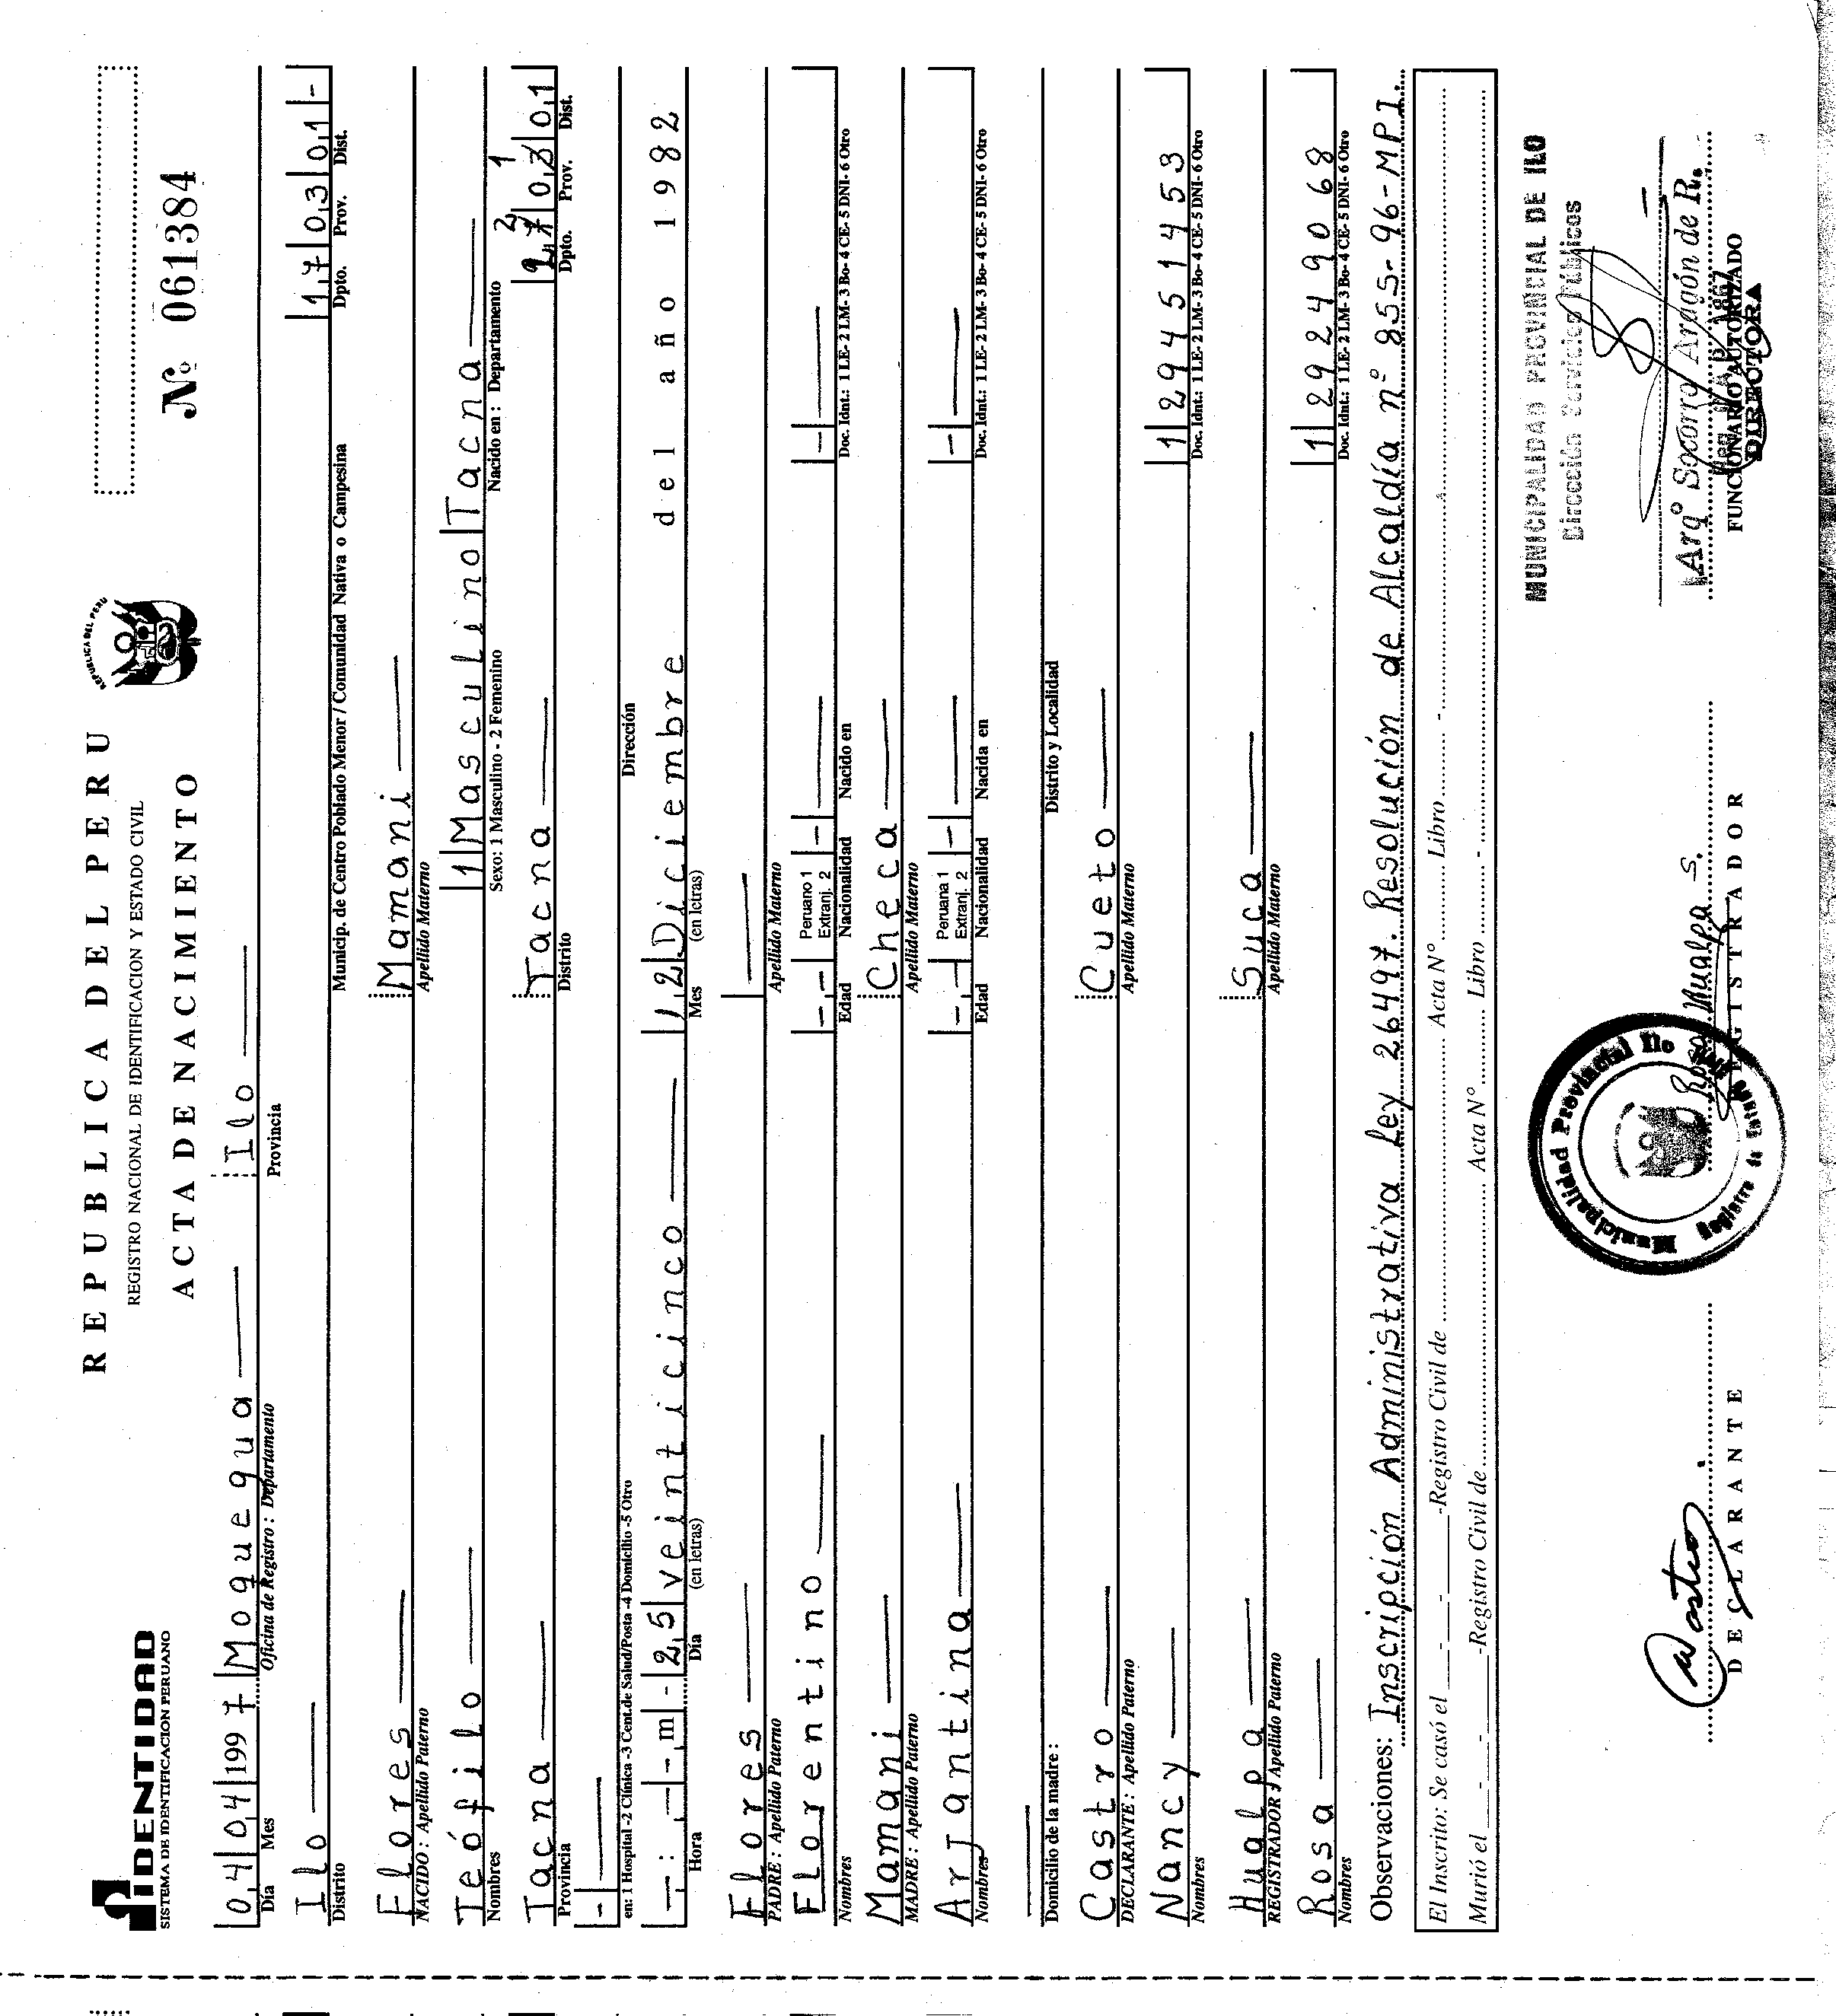 IDENTIDAD
SISTEMA DE IDENTIFICACION PERUANO
REPUBLICA DEL PERU
REGISTRO NACIONAL DE IDENTIFICACION Y ESTADO CIVIL
ACTA DE NACIMIENTO
REPUBLICA DEL PERU
Nº 061384
04 04 1997 Moquegua Ilo
Día Mes Oficina de Registro : Departamento Provincia
Ilo 17 03 01 -
Distrito Municip. de Centro Poblado Menor / Comunidad Nativa o Campesina Dpto. Prov. Dist.
Flores Mamani
NACIDO : Apellido Paterno Apellido Materno
Teófilo 1 Masculino Tacna
Nombres Sexo: 1 Masculino - 2 Femenino Nacido en : Departamento
Tacna Tacna 2 1 01
Provincia Distrito Dpto. Prov. Dist.
-
en: 1 Hospital -2 Clínica -3 Cent.de Salud/Posta -4 Domicilio -5 Otro Dirección
- : - - m - 25 veinticinco 12 Diciembre del año 1982
Hora Día (en letras) Mes (en letras)
Flores
PADRE : Apellido Paterno Apellido Materno
Florentino - - Peruano 1 Extranj. 2 - -
Nombres Edad Nacionalidad Nacido en Doc. Idnt.: 1 LE- 2 LM- 3 Bo- 4 CE- 5 DNI- 6 Otro
Mamani Checa
MADRE : Apellido Paterno Apellido Materno
Arjantina - - Peruana 1 Extranj. 2 - -
Nombres Edad Nacionalidad Nacida en Doc. Idnt.: 1 LE- 2 LM- 3 Bo- 4 CE- 5 DNI- 6 Otro
Domicilio de la madre : Distrito y Localidad
Castro Cueto
DECLARANTE : Apellido Paterno Apellido Materno
Nancy 1 29451453
Nombres Doc. Idnt.: 1 LE- 2 LM- 3 Bo- 4 CE- 5 DNI- 6 Otro
Hualpa Suca
REGISTRADOR : Apellido Paterno Apellido Materno
Rosa 1 29249068
Nombres Doc. Idnt.: 1 LE- 2 LM- 3 Bo- 4 CE- 5 DNI- 6 Otro
Observaciones: Inscripción Administrativa Ley 26497. Resolución de Alcaldía nº 855-96-MPI.
El Inscrito: Se casó el - - -Registro Civil de Acta Nº Libro -
Murió el - - -Registro Civil de Acta Nº Libro -
MUNICIPALIDAD PROVINCIAL DE ILO
Dirección Servicios Públicos
Municipalidad Provincial Ilo
Registro de Estado
Castro
Rosa Hualpa S.
Arqº Socorro Aragón de R.
DECLARANTE REGISTRADOR FUNCIONARIO AUTORIZADO
DIRECTORA